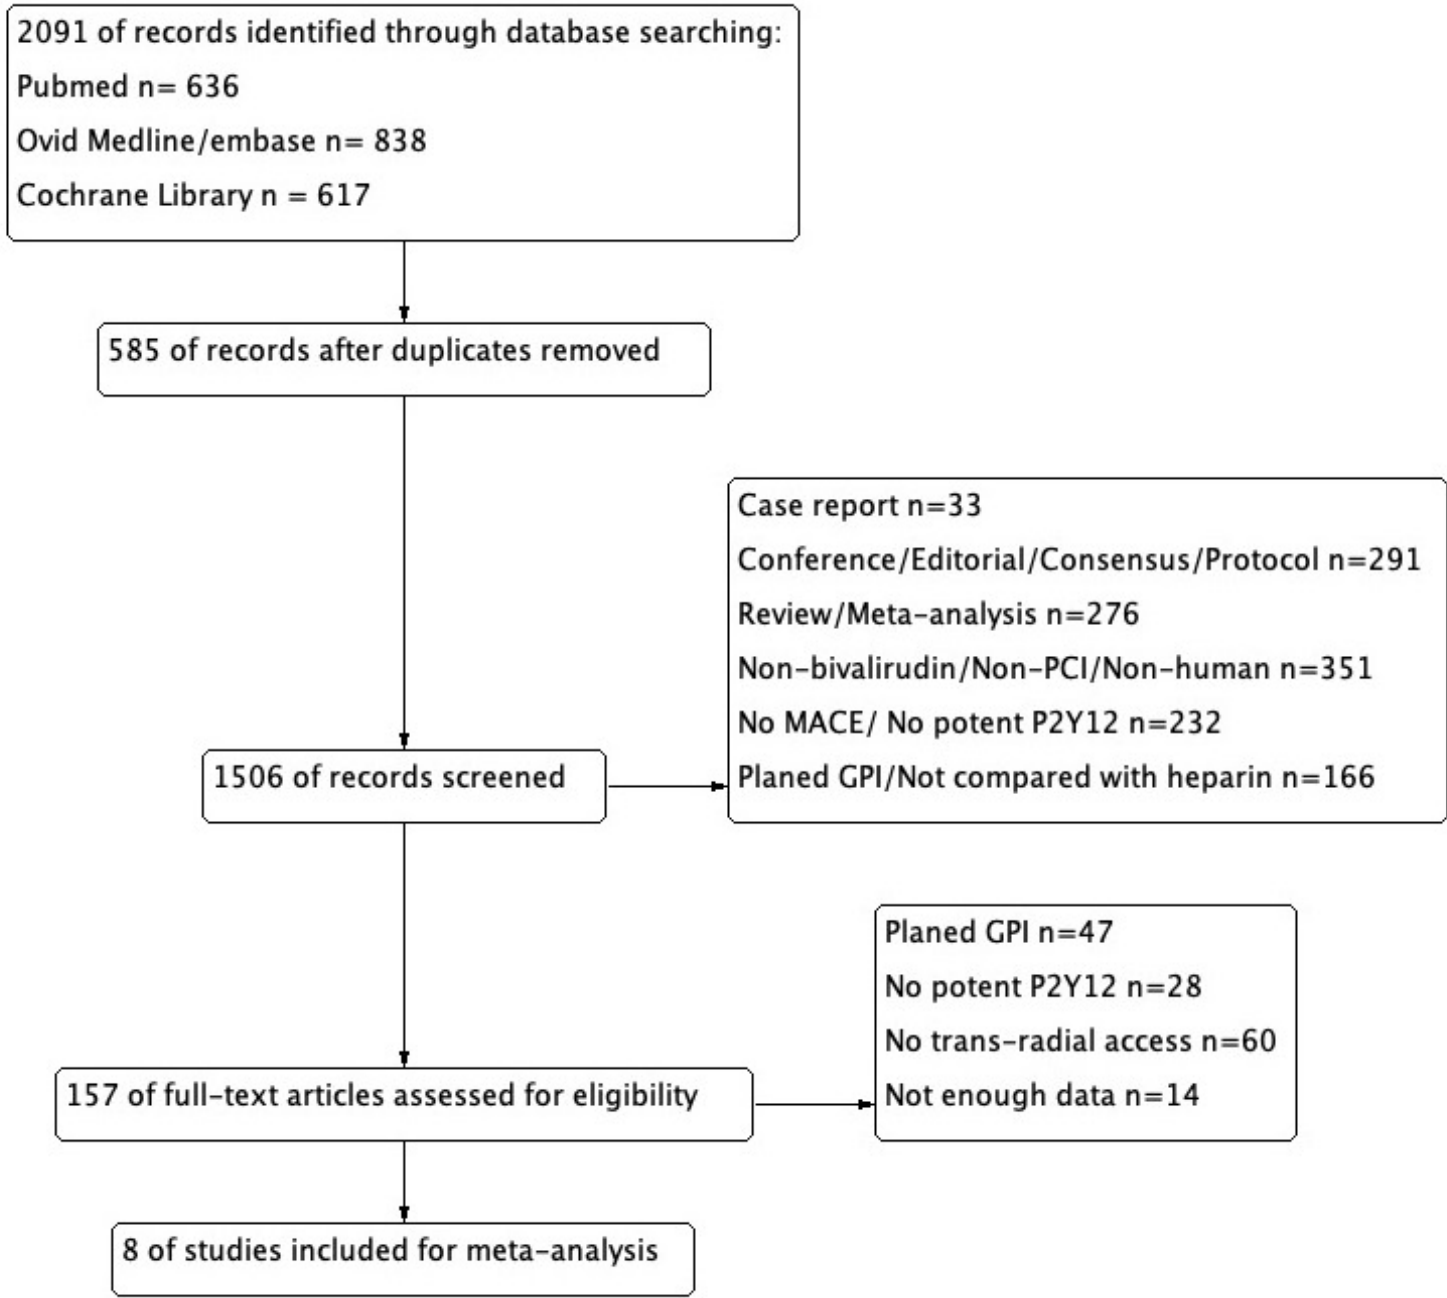 2091 of records identified through database searching:
Pubmed n= 636
Ovid Medline/embase n= 838
Cochrane Library n = 617
585 of records after duplicates removed
Case report n=33
Conference/Editorial/Consensus/Protocol n=291
Review/Meta-analysis n=276
Non-bivalirudin/Non-PCI/Non-human n=351
No MACE/ No potent P2Y12 n=232
Planed GPI/Not compared with heparin n=166
1506 of records screened
Planed GPI n=47
No potent P2Y12 n=28
No trans-radial access n=60
Not enough data n=14
157 of full-text articles assessed for eligibility
8 of studies included for meta-analysis